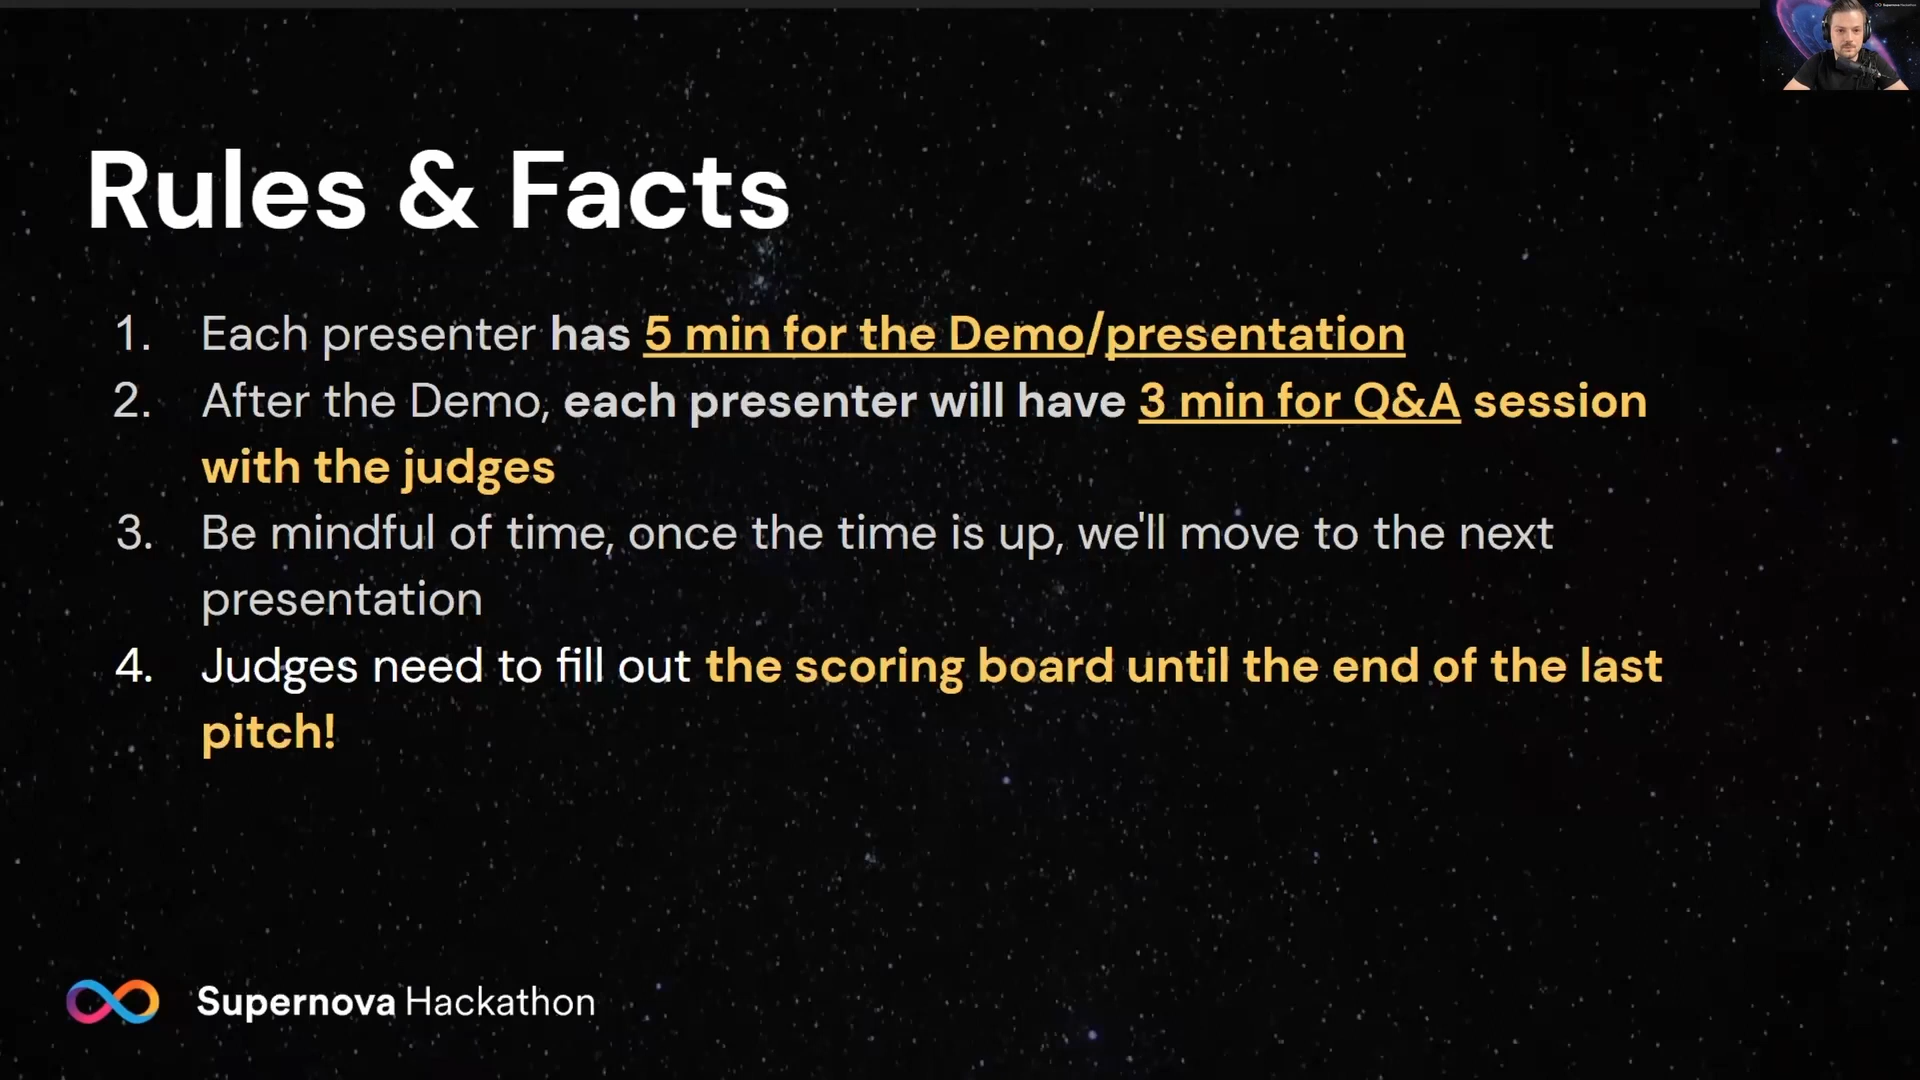 Rules & Facts
1. Each presenter has 5 min for the Demo/presentation
2. After the Demo, each presenter will have 3 min for Q&A session
with the judges
3. Be mindful of time, once the time is up, we'll move to the next
presentation
4. Judges need to fill out the scoring board until the end of the last
pitch!
Supernova Hackathon